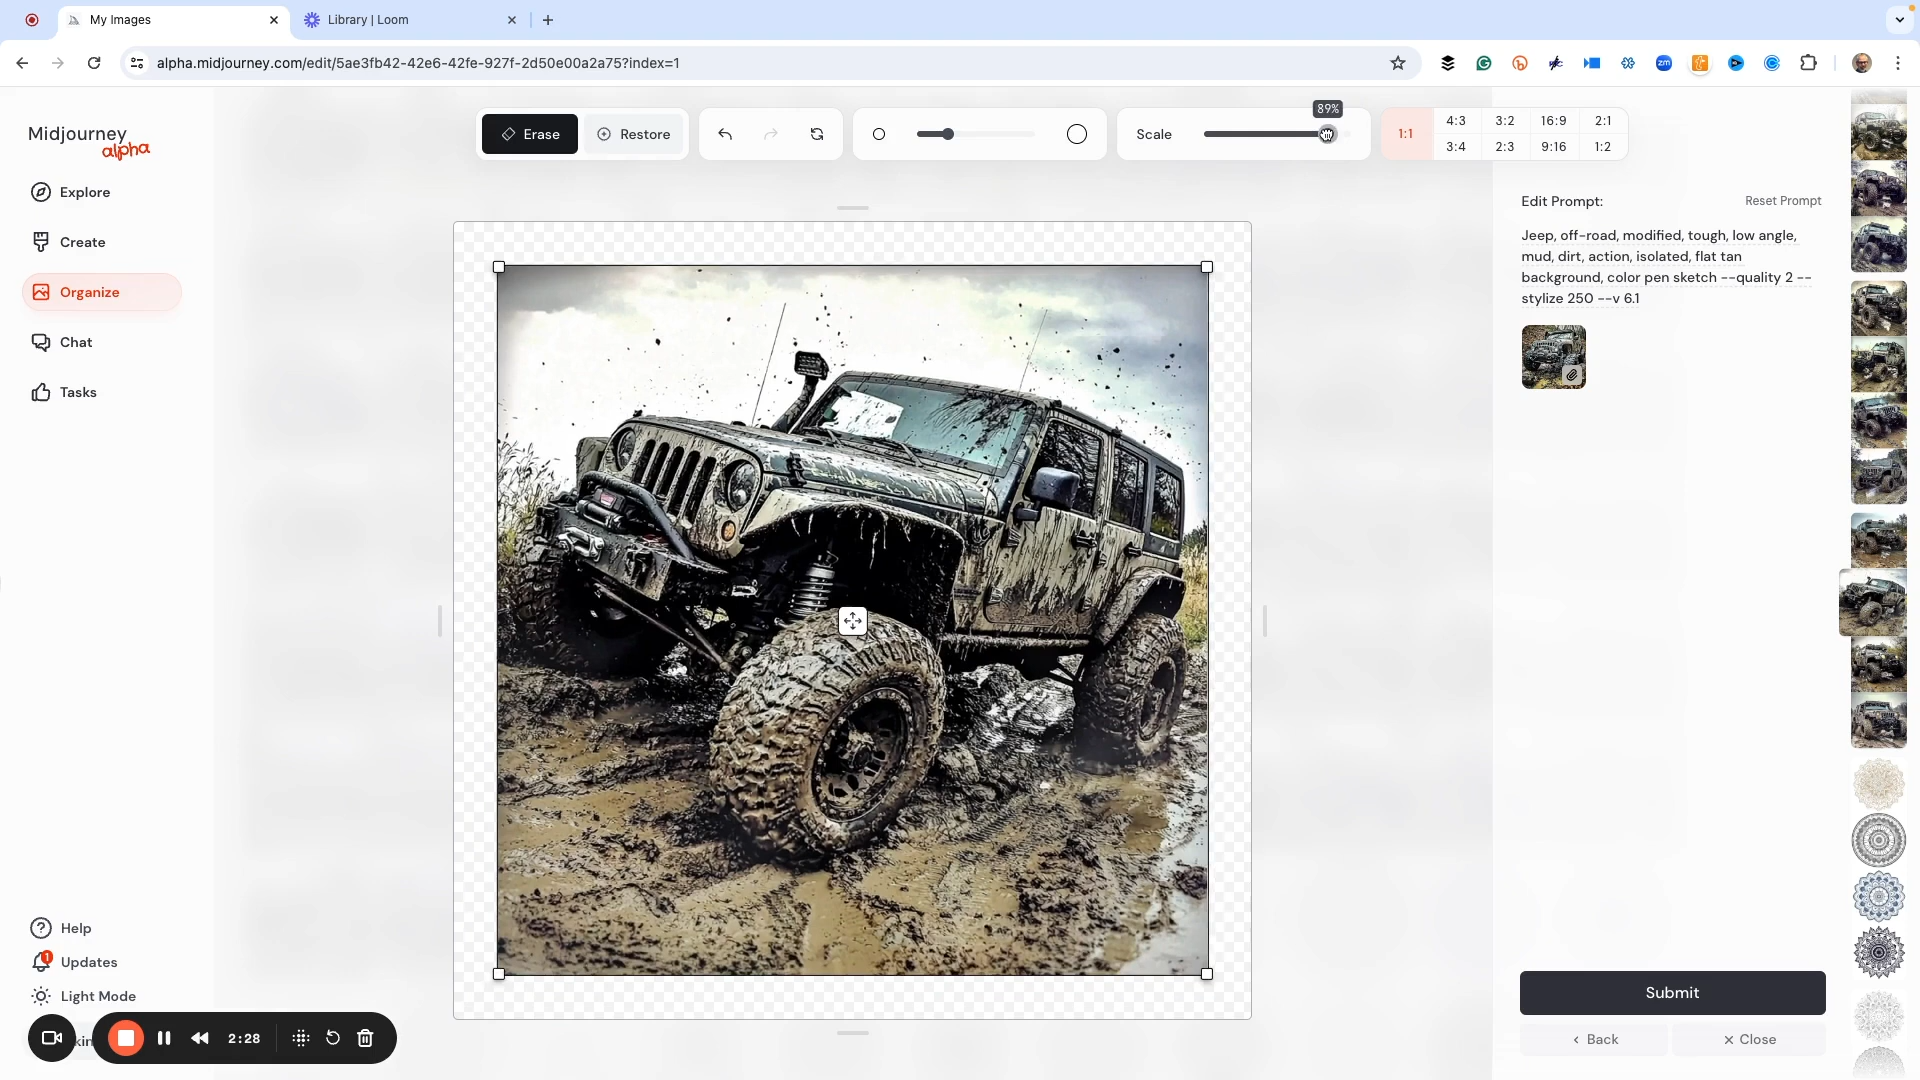 My Images
Library | Loom
alpha.midjourney.com/edit/5ae3fb42-42e6-42fe-927f-2d50e00a2a75?index=1
zm
Midjourney
alpha
Explore
Create
Organize
Chat
Tasks
Help
1
Updates
Light Mode
2:28
Erase
Restore
Scale
89%
1:1
4:3 3:2 16:9 2:1
3:4 2:3 9:16 1:2
Edit Prompt:
Reset Prompt
Jeep, off-road, modified, tough, low angle,
mud, dirt, action, isolated, flat tan
background, color pen sketch --quality 2 --
stylize 250 --v 6.1
Submit
Back
Close